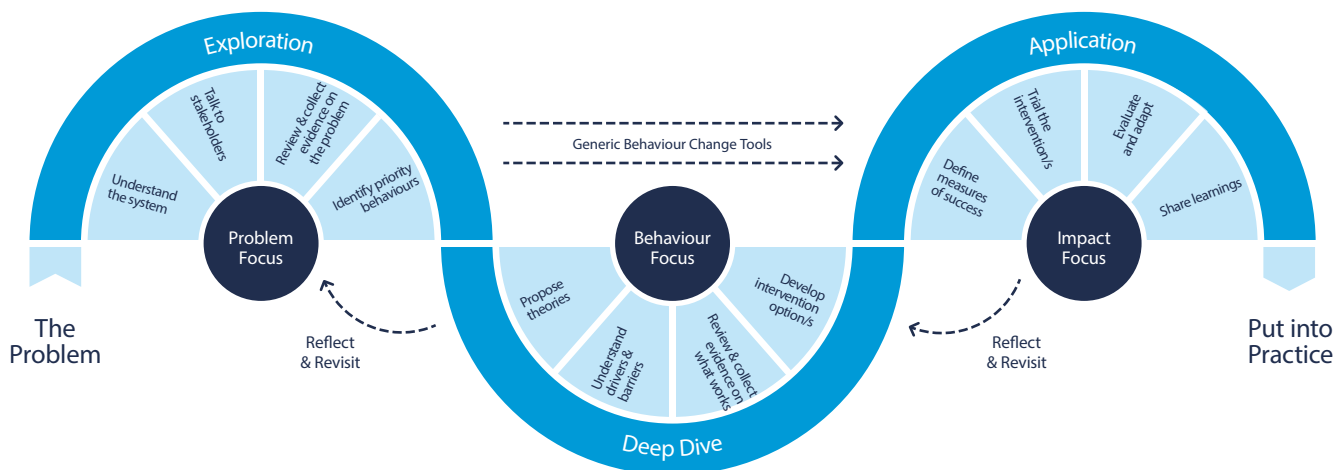 Exploration
Understand
the system
Talk to
stakeholders
Review & collect
evidence on
the problem
Identify priority
behaviours
Problem
Focus
The
Problem
Reflect
& Revisit
Generic Behaviour Change Tools
Behaviour
Focus
Propose
theories
Understand
drivers &
barriers
Review & collect
evidence on
what works
Develop
intervention
option/s
Deep Dive
Application
Define
measures
of success
Trial the
intervention/s
Evaluate
and adapt
Share learnings
Impact
Focus
Reflect
& Revisit
Put into
Practice